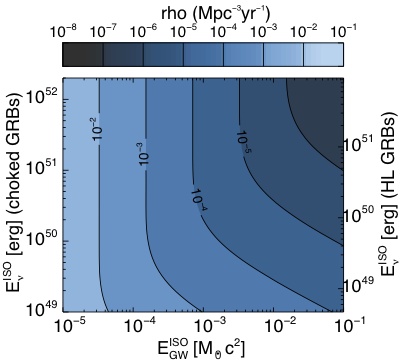 rho (Mpc⁻³yr⁻¹)
10⁻⁸ 10⁻⁷ 10⁻⁶ 10⁻⁵ 10⁻⁴ 10⁻³ 10⁻² 10⁻¹
10⁵²
10⁵¹
10⁵⁰
10⁴⁹
E_ν^ISO [erg] (choked GRBs)
10⁻²
10⁻³
10⁻⁴
10⁻⁵
10⁵¹
10⁵⁰
10⁴⁹
E_ν^ISO [erg] (HL GRBs)
10⁻⁵ 10⁻⁴ 10⁻³ 10⁻² 10⁻¹
E_GW^ISO [M_⊙ c²]